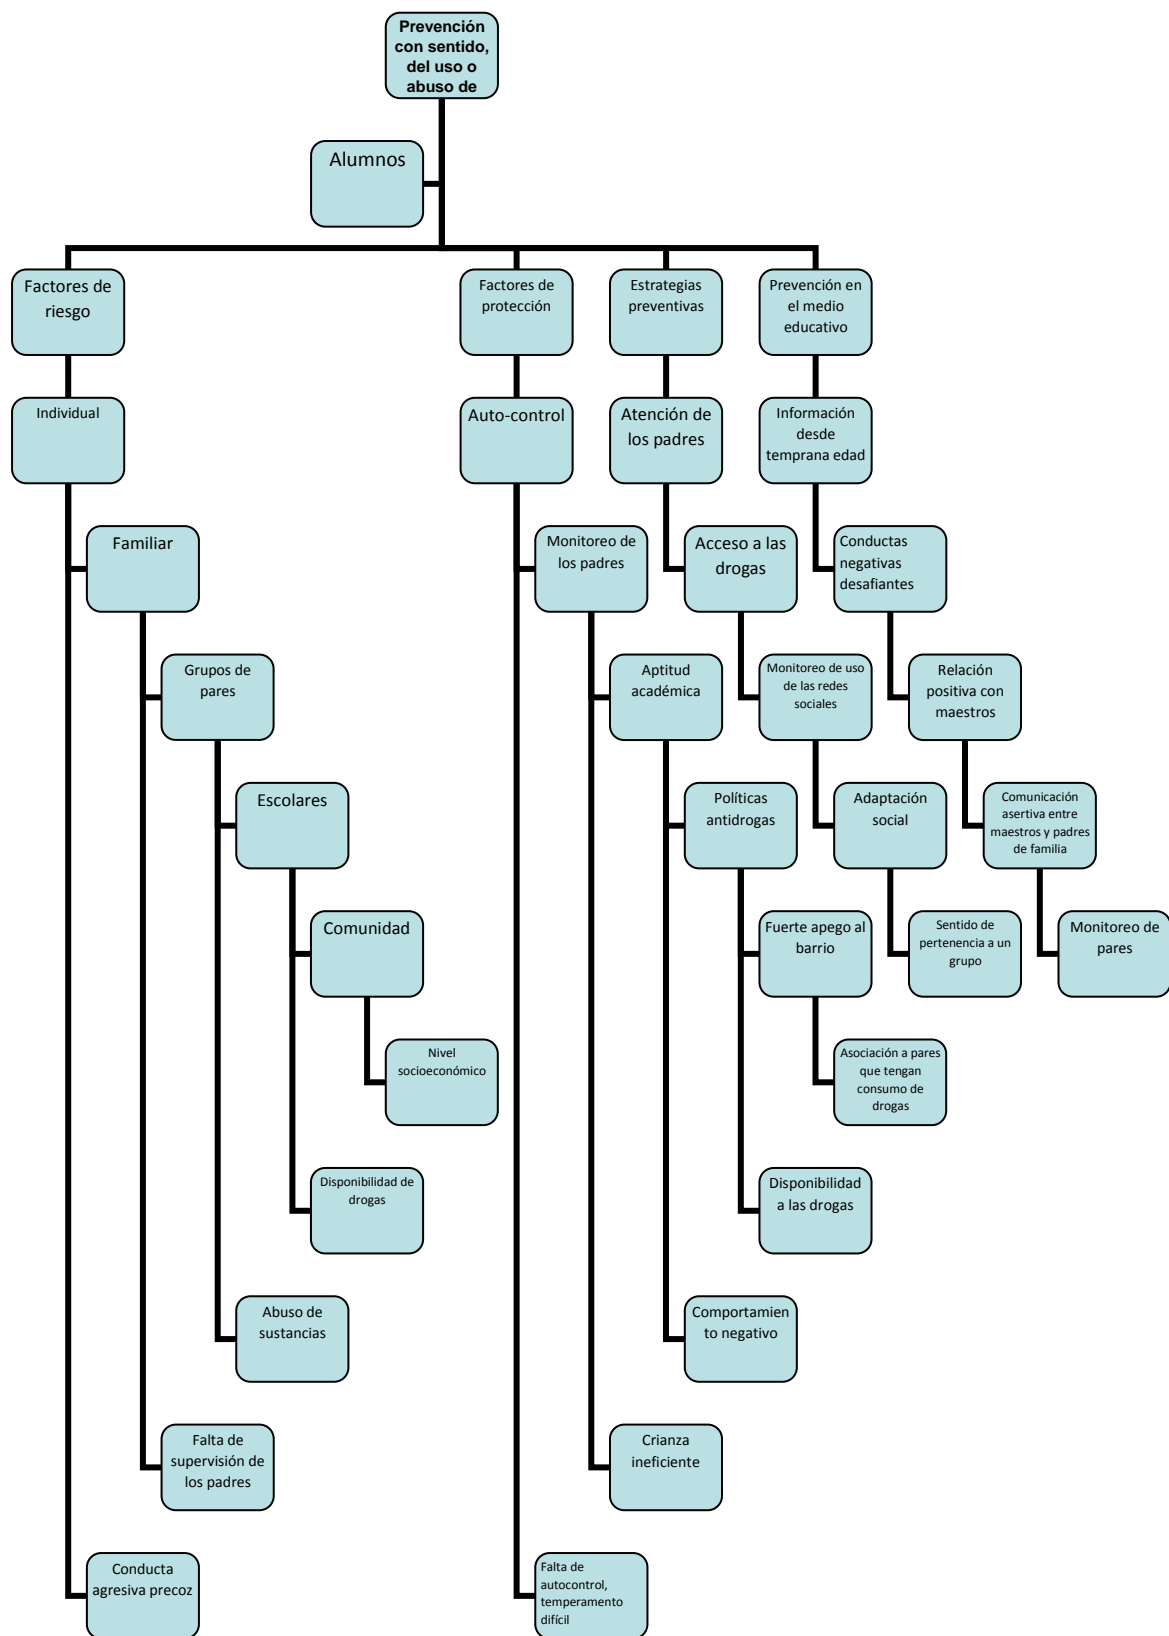 Prevención
con sentido,
del uso o
abuso de
Alumnos
Factores de
riesgo
Factores de
protección
Estrategias
preventivas
Prevención en
el medio
educativo
Individual
Auto-control
Atención de
los padres
Información
desde
temprana edad
Familiar
Monitoreo de
los padres
Acceso a las
drogas
Conductas
negativas
desafiantes
Grupos de
pares
Aptitud
académica
Monitoreo de uso
de las redes
sociales
Relación
positiva con
maestros
Escolares
Políticas
antidrogas
Adaptación
social
Comunicación
asertiva entre
maestros y padres
de familia
Comunidad
Fuerte apego al
barrio
Sentido de
pertenencia a un
grupo
Monitoreo de
pares
Nivel
socioeconómico
Asociación a pares
que tengan
consumo de
drogas
Disponibilidad de
drogas
Disponibilidad
a las drogas
Abuso de
sustancias
Comportamien
to negativo
Falta de
supervisión de
los padres
Crianza
ineficiente
Conducta
agresiva precoz
Falta de
autocontrol,
temperamento
difícil